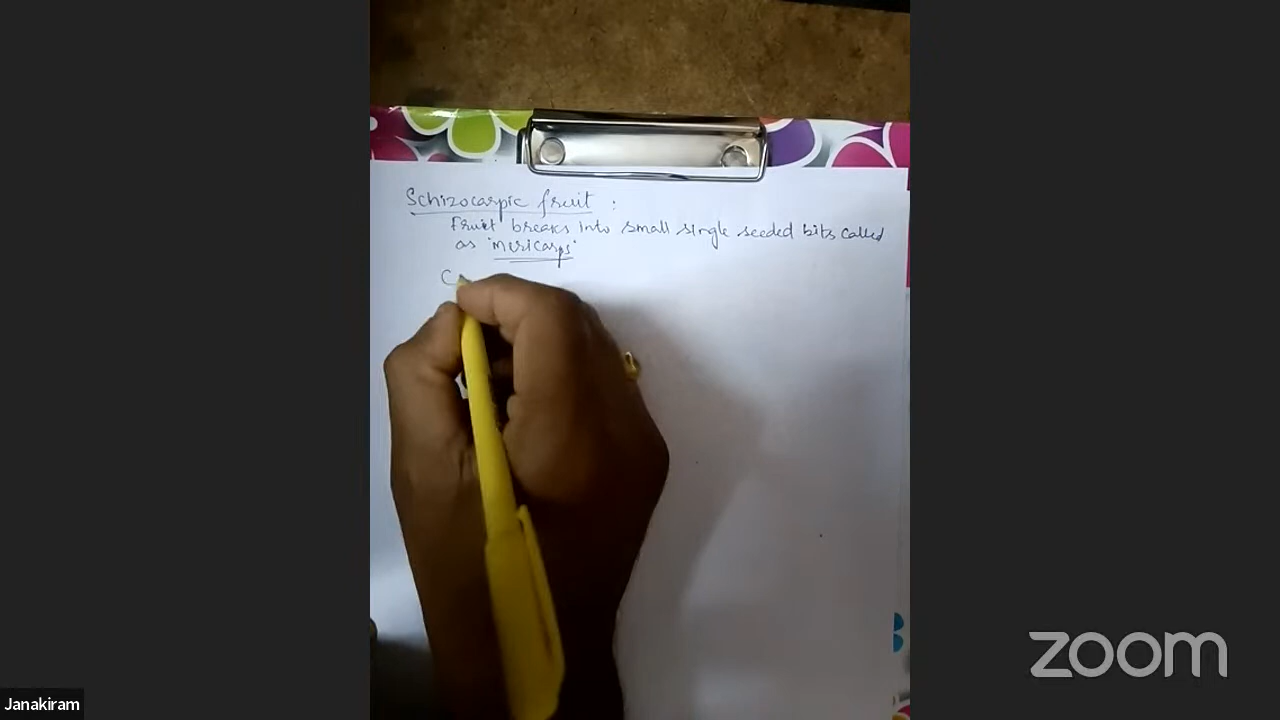 Schizocarpic fruit :
Fruit breaks into small single seeded bits called
as 'Mericarps'
C
zoom
Janakiram